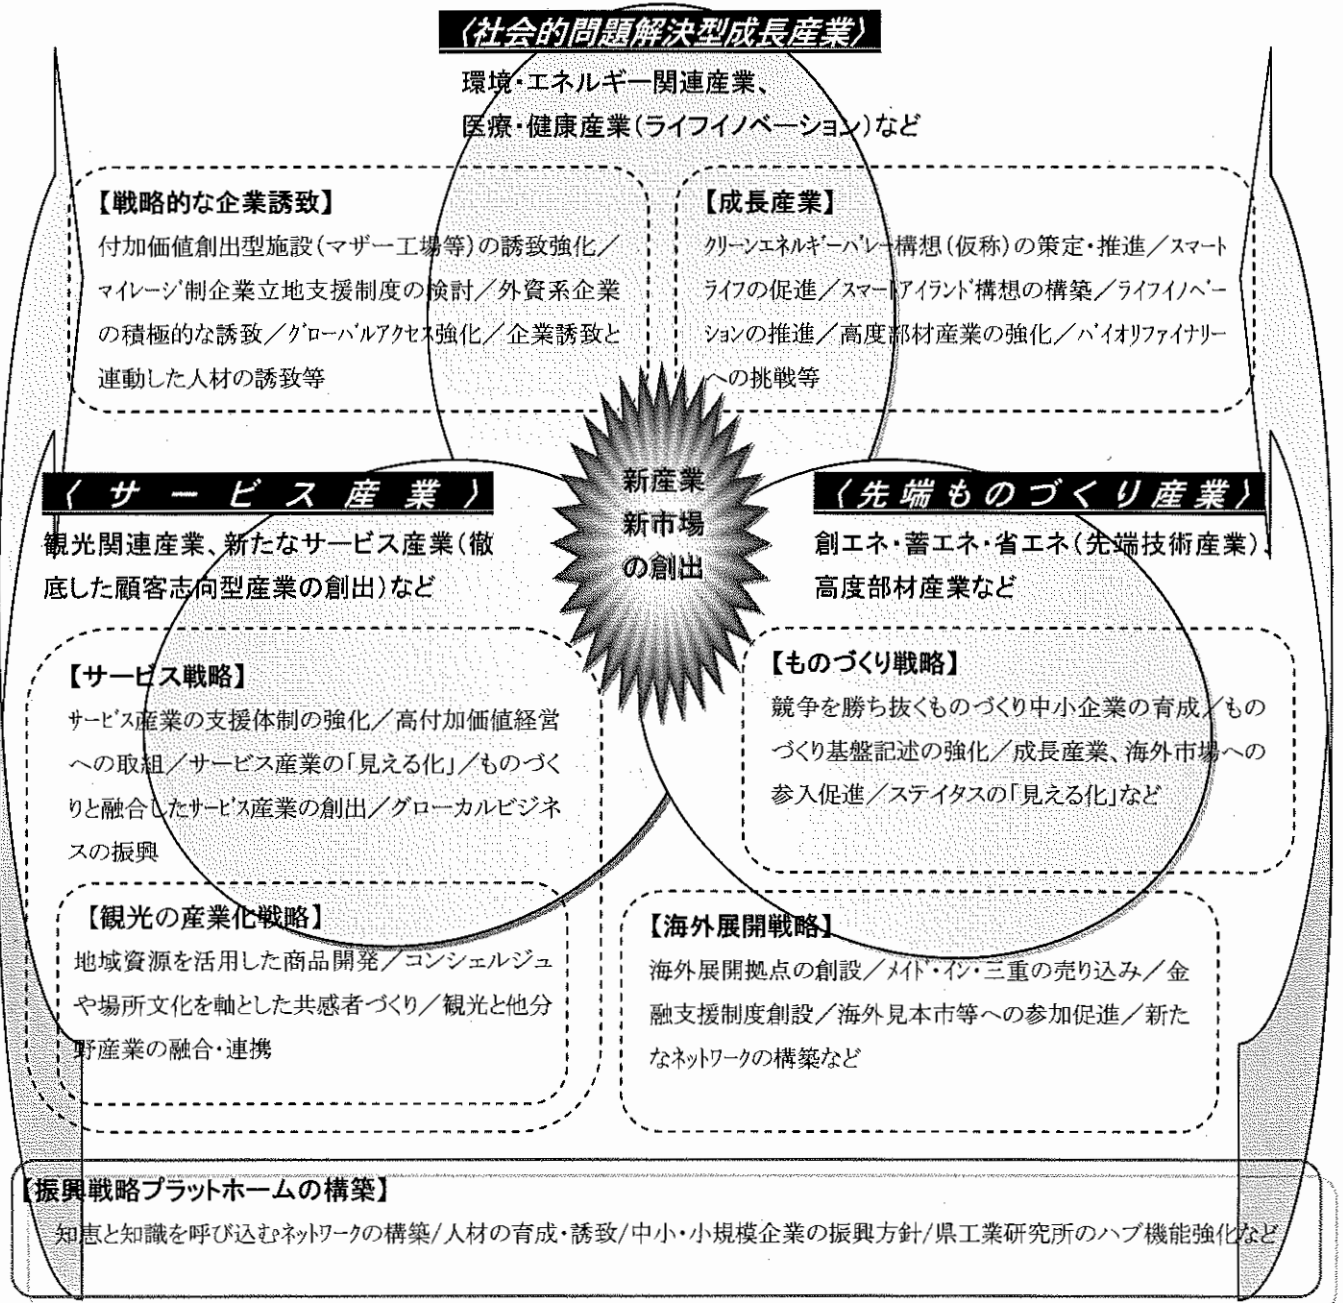 〈社会的問題解決型成長産業〉
環境・エネルギー関連産業、
医療・健康産業(ライフイノベーション)など
【戦略的な企業誘致】
付加価値創出型施設(マザー工場等)の誘致強化／
マイレージ制企業立地支援制度の検討／外資系企業
の積極的な誘致／グローバルアクセス強化／企業誘致と
連動した人材の誘致等
【成長産業】
クリーンエネルギーバレー構想(仮称)の策定・推進／スマート
ライフの促進／スマートアイランド構想の構築／ライフイノベー
ションの推進／高度部材産業の強化／バイオリファイナリー
への挑戦等
新産業
新市場
の創出
〈サービス産業〉
観光関連産業、新たなサービス産業(徹
底した顧客志向型産業の創出)など
〈先端ものづくり産業〉
創エネ・蓄エネ・省エネ(先端技術産業)、
高度部材産業など
【サービス戦略】
サービス産業の支援体制の強化／高付加価値経営
への取組／サービス産業の「見える化」／ものづく
りと融合したサービス産業の創出／グローカルビジネ
スの振興
【ものづくり戦略】
競争を勝ち抜くものづくり中小企業の育成／もの
づくり基盤記述の強化／成長産業、海外市場への
参入促進／ステイタスの「見える化」など
【観光の産業化戦略】
地域資源を活用した商品開発／コンシェルジュ
や場所文化を軸とした共感者づくり／観光と他分
野産業の融合・連携
【海外展開戦略】
海外展開拠点の創設／メイド・イン・三重の売り込み／金
融支援制度創設／海外見本市等への参加促進／新た
なネットワークの構築など
【振興戦略プラットホームの構築】
知恵と知識を呼び込むネットワークの構築/人材の育成・誘致/中小・小規模企業の振興方針/県工業研究所のハブ機能強化など